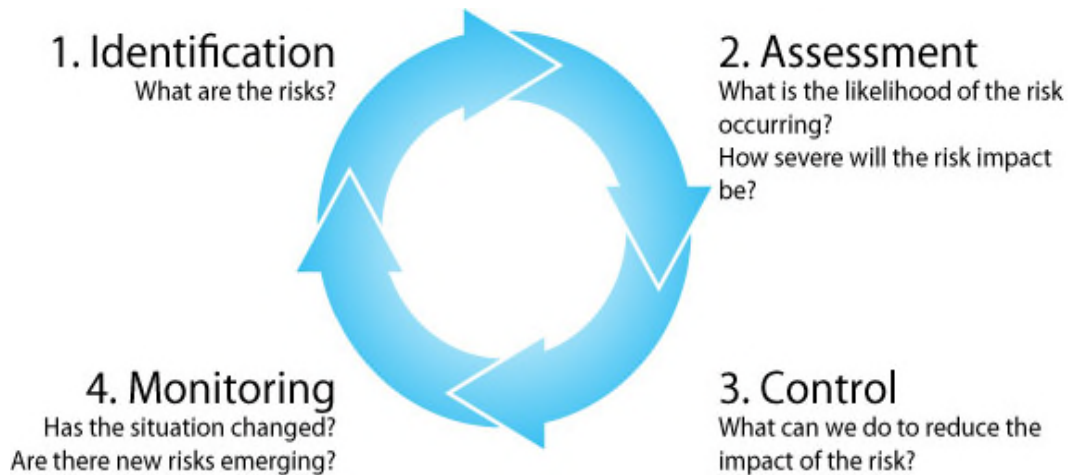 1. Identification
What are the risks?
2. Assessment
What is the likelihood of the risk
occurring?
How severe will the risk impact
be?
3. Control
What can we do to reduce the
impact of the risk?
4. Monitoring
Has the situation changed?
Are there new risks emerging?